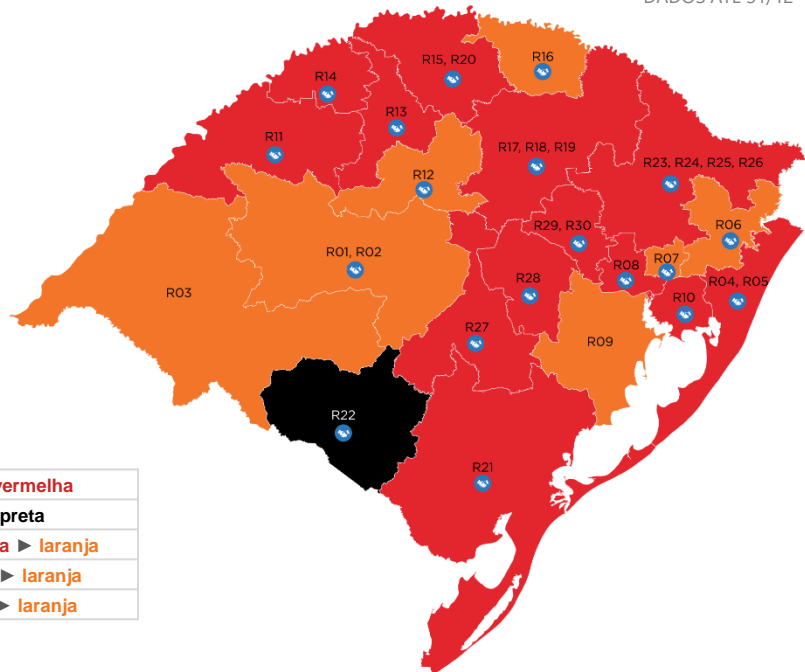 R16
R15, R20
R14
R13
R11
R17, R18, R19
R23, R24, R25, R26
R12
R29, R30
R06
R01, R02
R07
R08
R28
R04, R05
R03
R10
R27
R09
R22
R21
vermelha
preta
► laranja
► laranja
► laranja